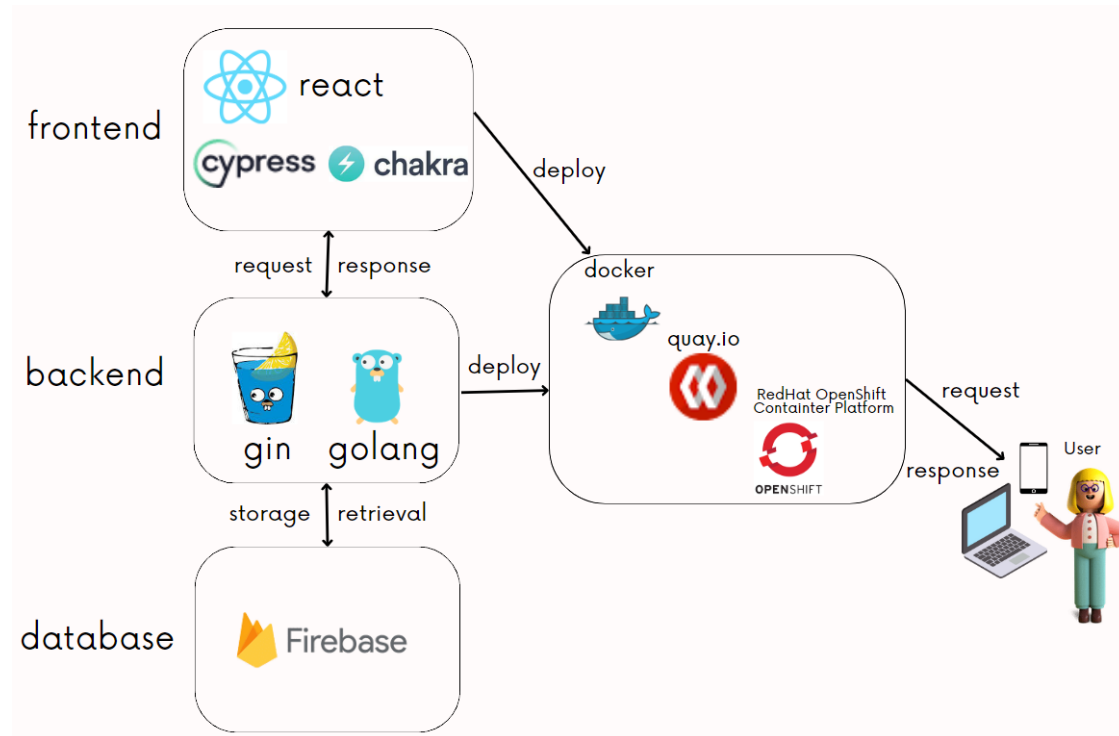 frontend
react
cypress
chakra
deploy
request
response
docker
quay.io
RedHat OpenShift
Containter Platform
OPENSHIFT
backend
gin
golang
deploy
request
response
User
storage
retrieval
database
Firebase